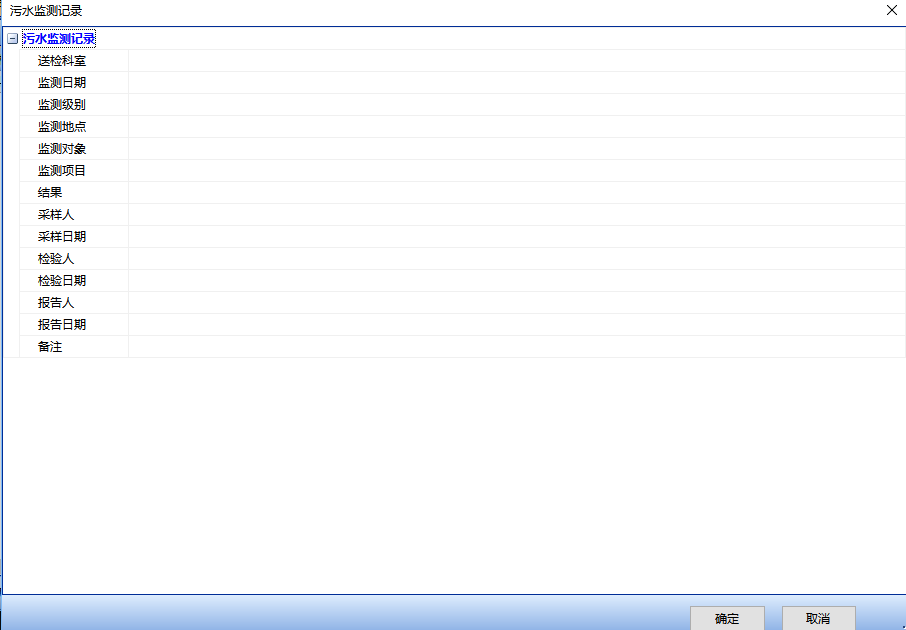 污水监测记录
污水监测记录
送检科室
监测日期
监测级别
监测地点
监测对象
监测项目
结果
采样人
采样日期
检验人
检验日期
报告人
报告日期
备注
确定 取消